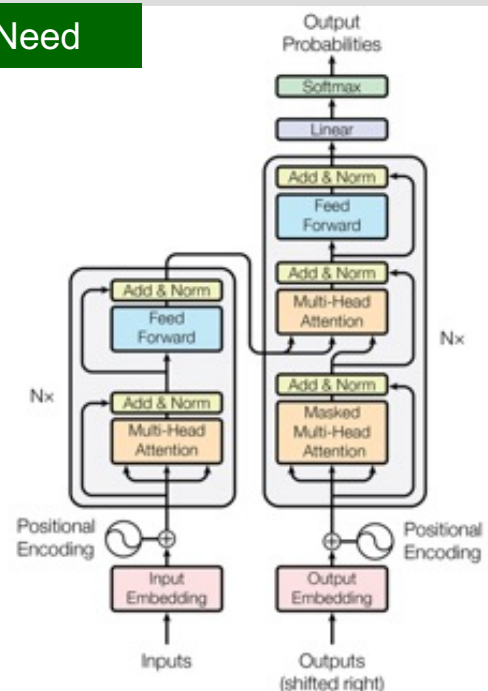 Need
Output
Probabilities
Softmax
Linear
Add & Norm
Feed
Forward
Add & Norm
Multi-Head
Attention
Nx
Add & Norm
Masked
Multi-Head
Attention
Add & Norm
Feed
Forward
Nx
Add & Norm
Multi-Head
Attention
Positional
Encoding
Positional
Encoding
Input
Embedding
Output
Embedding
Inputs
Outputs
(shifted right)